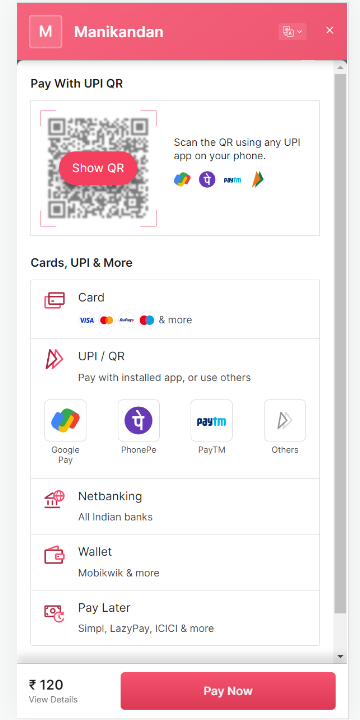 M Manikandan
Pay With UPI QR
Show QR
Scan the QR using any UPI
app on your phone.
paytm
Cards, UPI & More
Card
VISA RuPay & more
UPI / QR
Pay with installed app, or use others
paytm
Google
Pay
PhonePe
PayTM
Others
Netbanking
All Indian banks
Wallet
Mobikwik & more
Pay Later
Simpl, LazyPay, ICICI & more
₹ 120
View Details
Pay Now